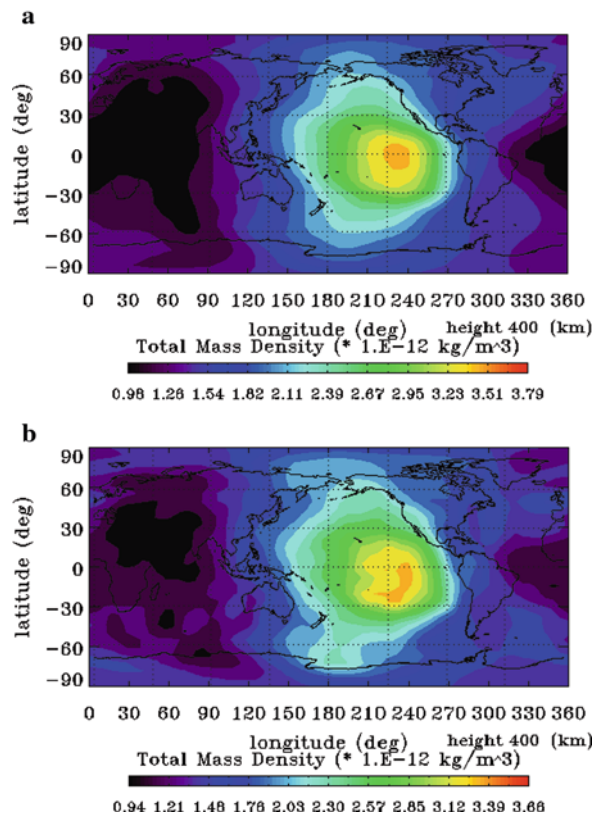 a
90
60
30
0
−30
−60
−90
latitude (deg)
0 30 60 90 120 150 180 210 240 270 300 330 360
longitude (deg) height 400 (km)
Total Mass Density (* 1.E-12 kg/m^3)
0.98 1.26 1.54 1.82 2.11 2.39 2.67 2.95 3.23 3.51 3.79
b
90
60
30
0
−30
−60
−90
latitude (deg)
0 30 60 90 120 150 180 210 240 270 300 330 360
longitude (deg) height 400 (km)
Total Mass Density (* 1.E-12 kg/m^3)
0.94 1.21 1.48 1.76 2.03 2.30 2.57 2.85 3.12 3.39 3.66